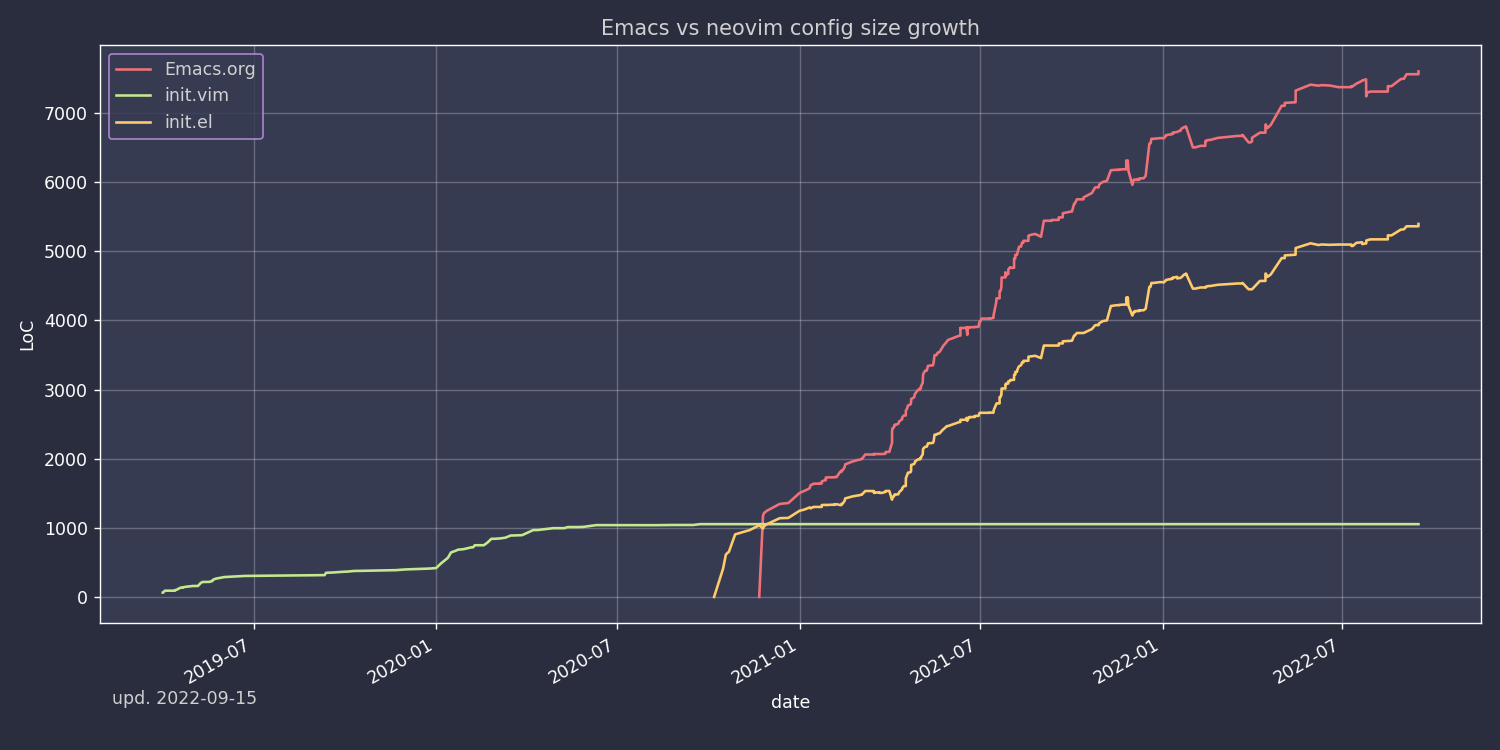 Emacs vs neovim config size growth
Emacs.org
init.vim
init.el
LoC
7000
6000
5000
4000
3000
2000
1000
0
2019-07
2020-01
2020-07
2021-01
2021-07
2022-01
2022-07
date
upd. 2022-09-15